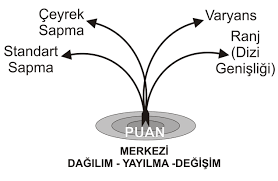 Çeyrek
Sapma
Varyans
Standart
Sapma
Ranj
(Dizi
Genişliği)
PUAN
MERKEZİ
DAĞILIM - YAYILMA -DEĞİŞİM